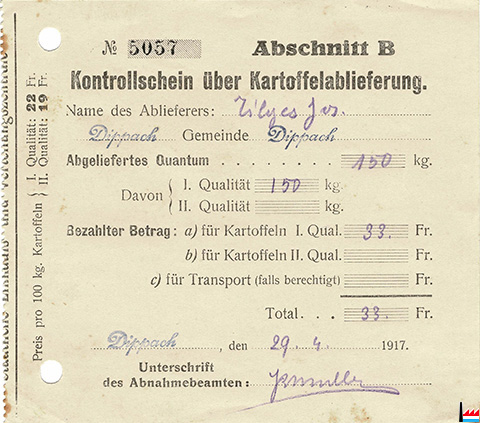 № 5057 Abschnitt B
Kontrollschein über Kartoffelablieferung.
Name des Ablieferers: Tilges Jos.
Dippach Gemeinde Dippach
Abgeliefertes Quantum . . . . . . . . 150 kg.
Davon { I. Qualität 150 kg.
II. Qualität kg.
Bezahlter Betrag: a) für Kartoffeln I. Qual. 33. Fr.
b) für Kartoffeln II. Qual. Fr.
c) für Transport (falls berechtigt) Fr.
Total . . . 33. Fr.
Dippach , den 29. 4. 1917.
Unterschrift
des Abnahmebeamten:
Preis pro 100 kg. Kartoffeln { I. Qualität: 22 Fr.
II. Qualität: 19 Fr.